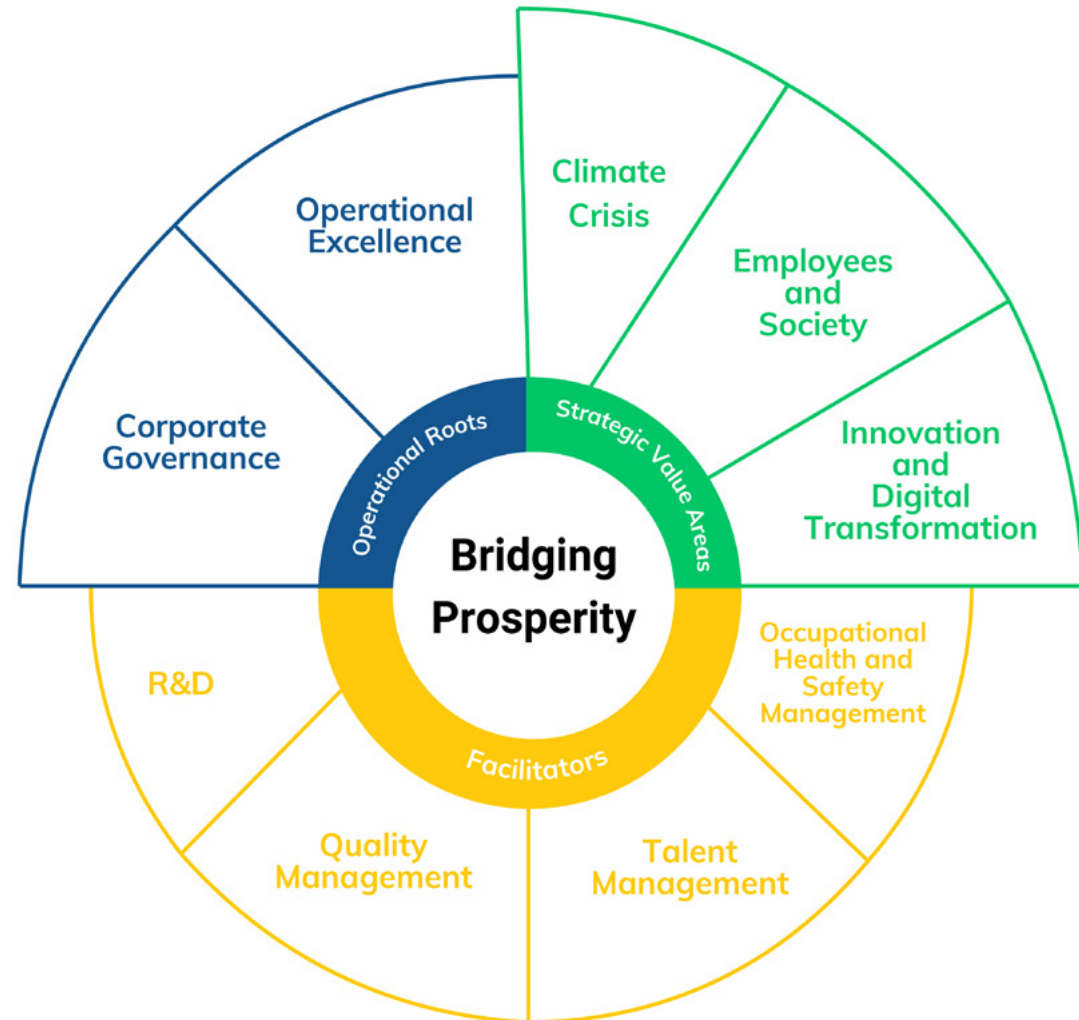 Climate
Crisis
Operational
Excellence
Employees
and
Society
Corporate
Governance
Innovation
and
Digital
Transformation
Operational Roots
Strategic Value Areas
Bridging
Prosperity
Facilitators
R&D
Occupational
Health and
Safety
Management
Quality
Management
Talent
Management